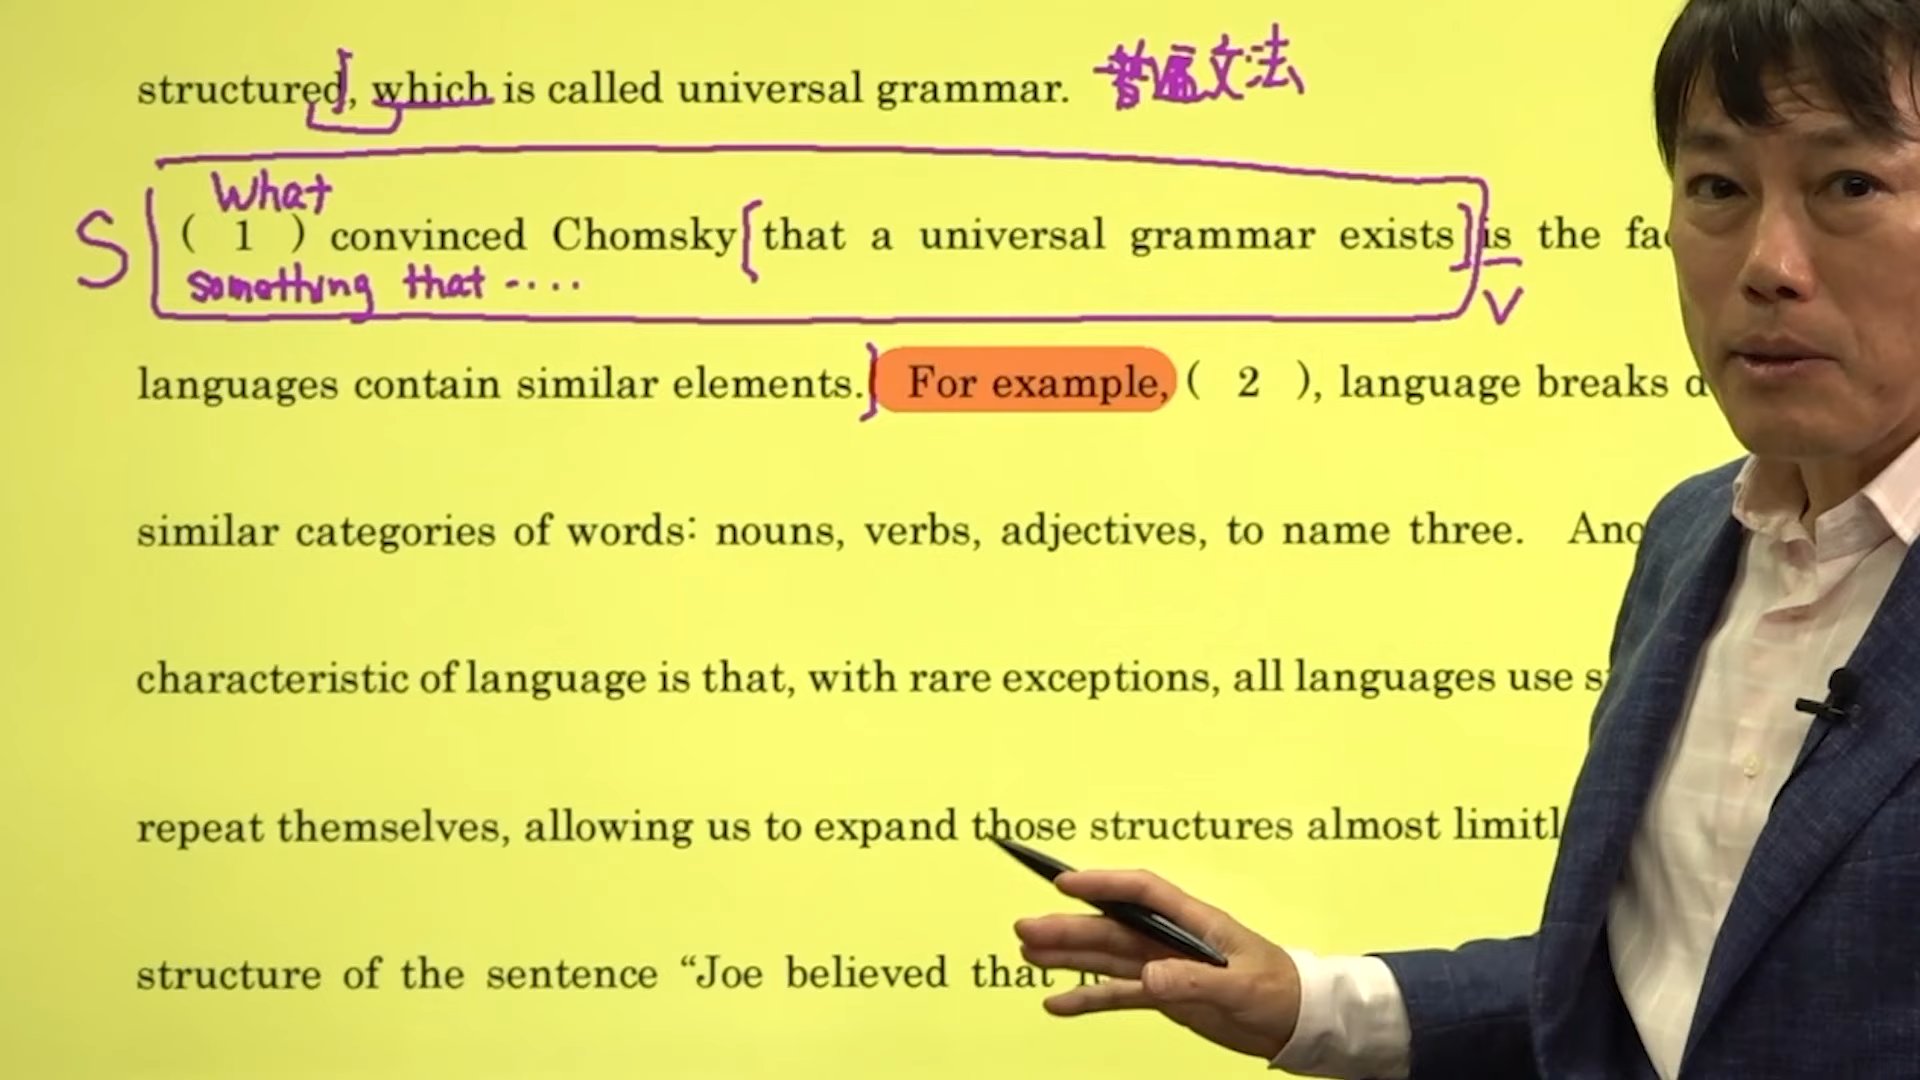 structured], which is called universal grammar. 普遍文法
What
S ( 1 ) convinced Chomsky [that a universal grammar exists] is the
something that ････ V
languages contain similar elements.] For example, ( 2 ), language breaks
similar categories of words: nouns, verbs, adjectives, to name three.
characteristic of language is that, with rare exceptions, all languages use
repeat themselves, allowing us to expand those structures almost
structure of the sentence “Joe believed that